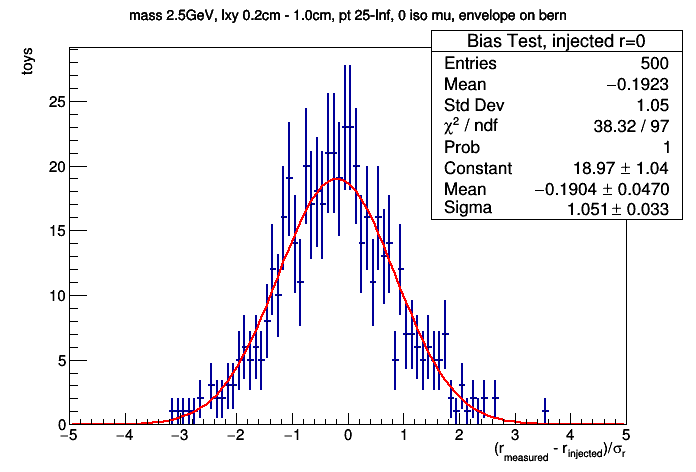 mass 2.5GeV, lxy 0.2cm - 1.0cm, pt 25-Inf, 0 iso mu, envelope on bern
Bias Test, injected r=0
Entries 500
Mean −0.1923
Std Dev 1.05
χ² / ndf 38.32 / 97
Prob 1
Constant 18.97 ± 1.04
Mean −0.1904 ± 0.0470
Sigma 1.051 ± 0.033
toys
25
20
15
10
5
0
−5 −4 −3 −2 −1 0 1 2 3 4 5
(r_measured - r_injected)/σ_r